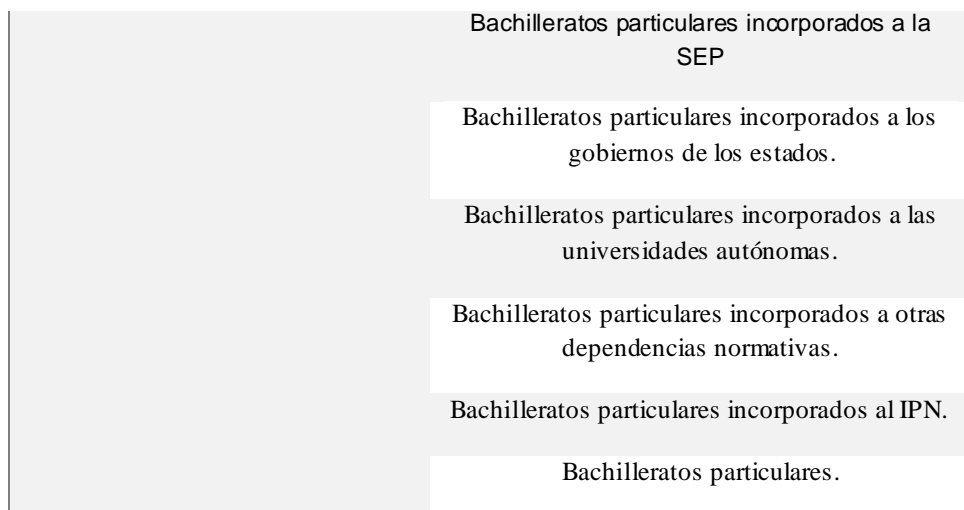 Bachilleratos particulares incorporados a la
SEP
Bachilleratos particulares incorporados a los
gobiernos de los estados.
Bachilleratos particulares incorporados a las
universidades autónomas.
Bachilleratos particulares incorporados a otras
dependencias normativas.
Bachilleratos particulares incorporados al IPN.
Bachilleratos particulares.